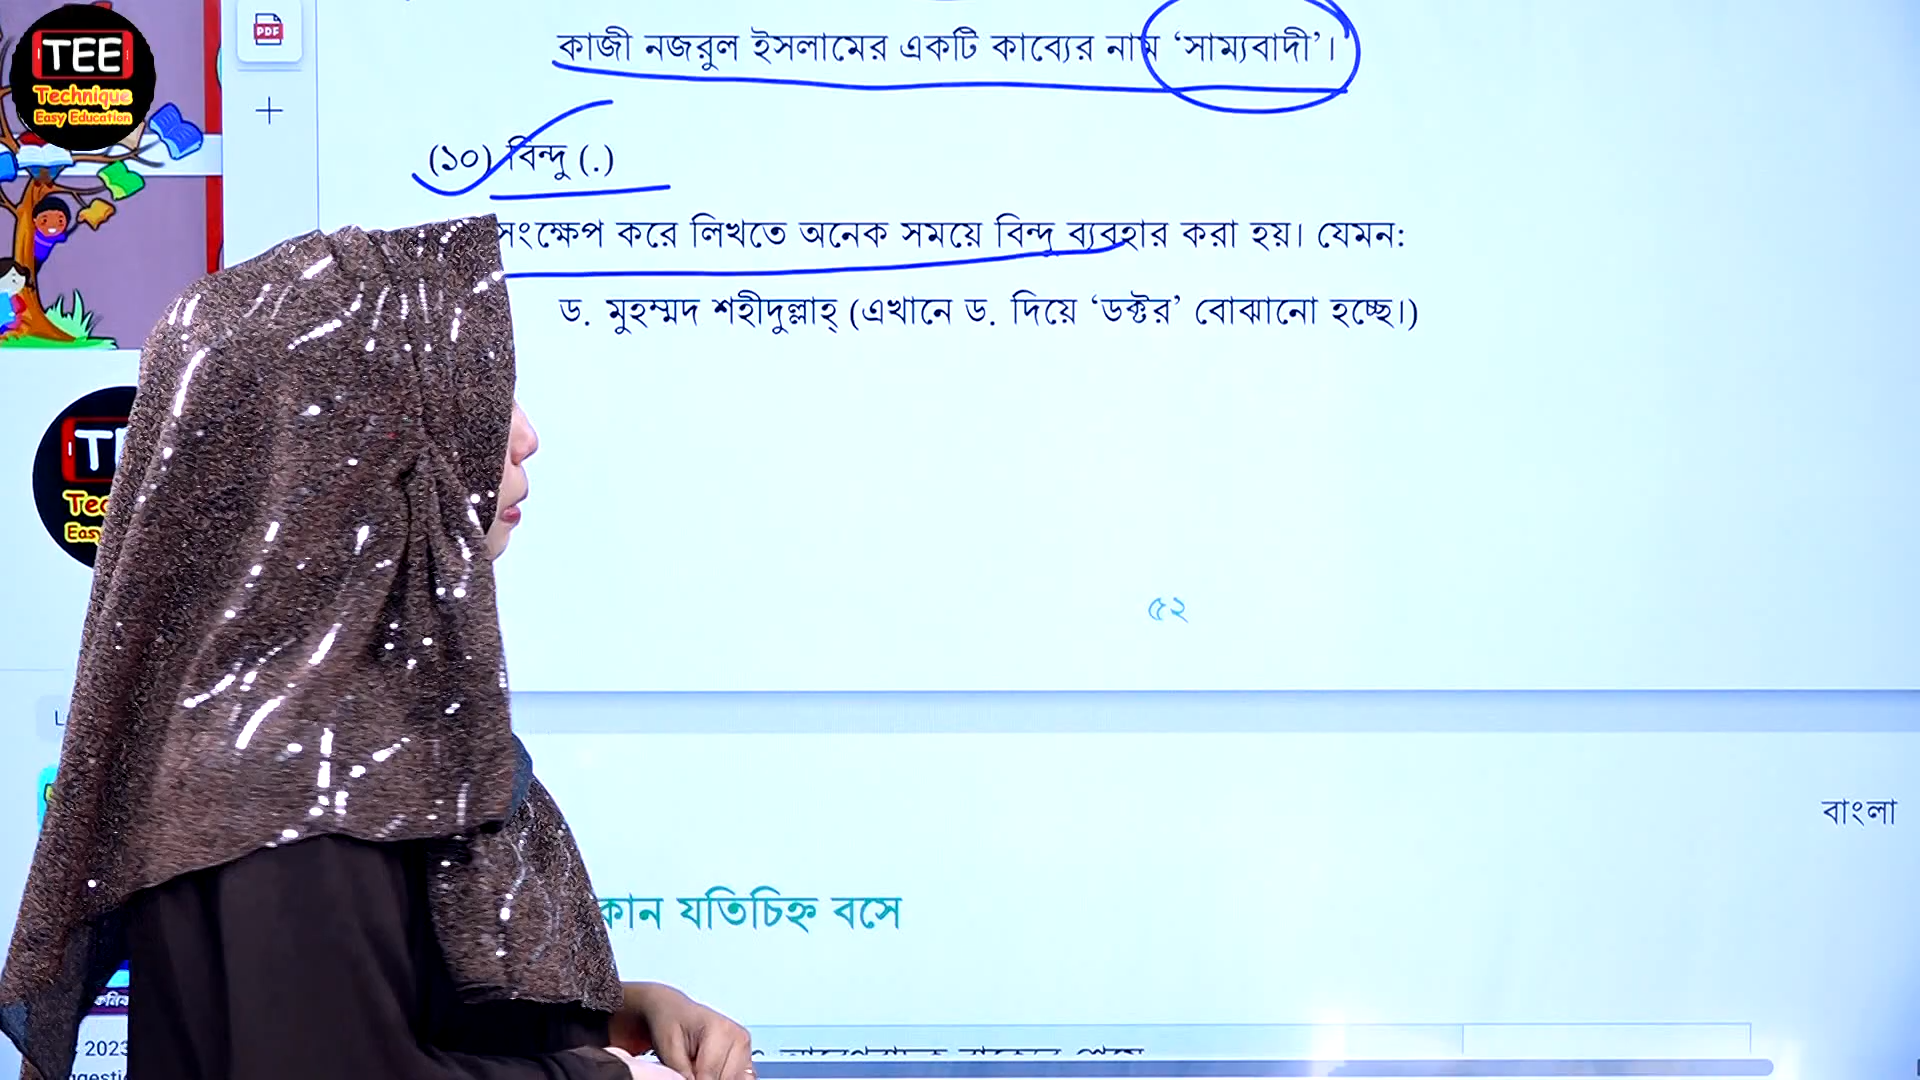 TEE
Technique
Easy Education
PDF
কাজী নজরুল ইসলামের একটি কাব্যের নাম ‘সাম্যবাদী’।
(১০) বিন্দু (.)
সংক্ষেপ করে লিখতে অনেক সময়ে বিন্দু ব্যবহার করা হয়। যেমন:
ড. মুহম্মদ শহীদুল্লাহ্ (এখানে ড. দিয়ে ‘ডক্টর’ বোঝানো হচ্ছে।)
৫২
বাংলা
যতিচিহ্ন বসে
2023